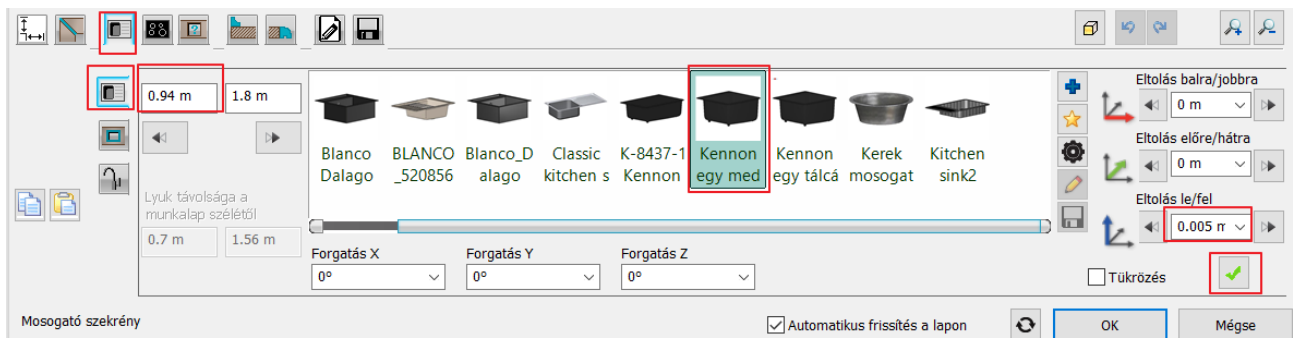 0.94 m
1.8 m
Lyuk távolsága a
munkalap szélétől
0.7 m
1.56 m
Blanco
Dalago
BLANCO
_520856
Blanco_D
alago
Classic
kitchen s
K-8437-1
Kennon
Kennon
egy med
Kennon
egy tálcá
Kerek
mosogat
Kitchen
sink2
Forgatás X
0°
Forgatás Y
0°
Forgatás Z
0°
Eltolás balra/jobbra
0 m
Eltolás előre/hátra
0 m
Eltolás le/fel
0.005 m
Tükrözés
Mosogató szekrény
Automatikus frissítés a lapon
OK
Mégse